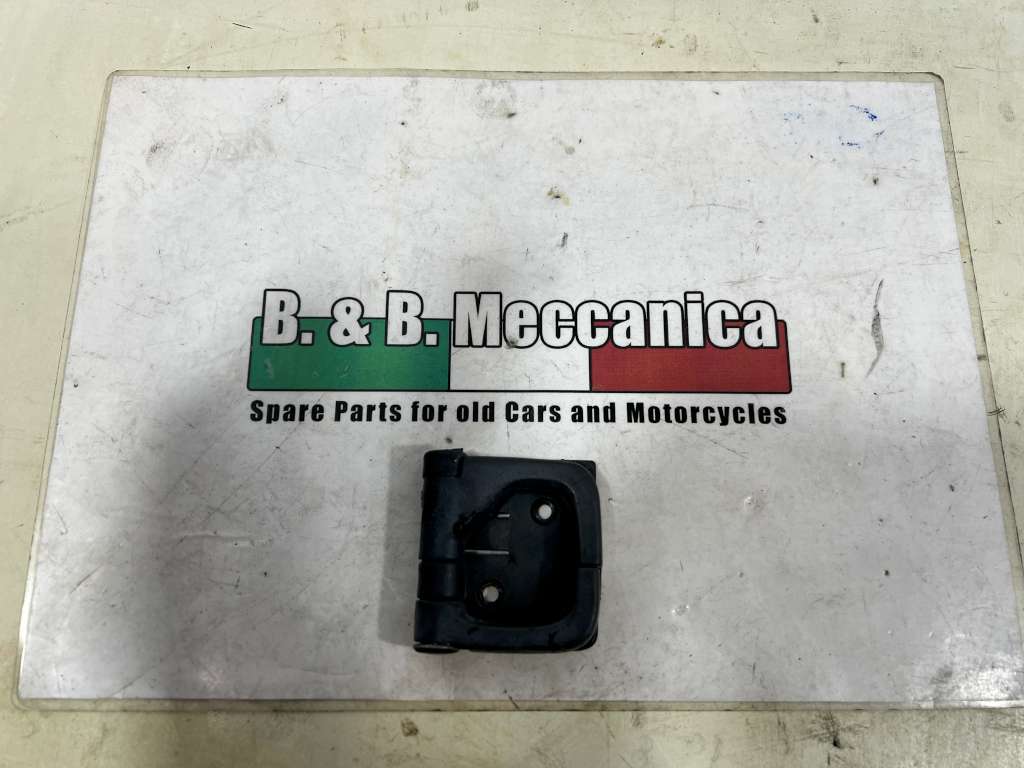 B. & B. Meccanica
Spare Parts for old Cars and Motorcycles